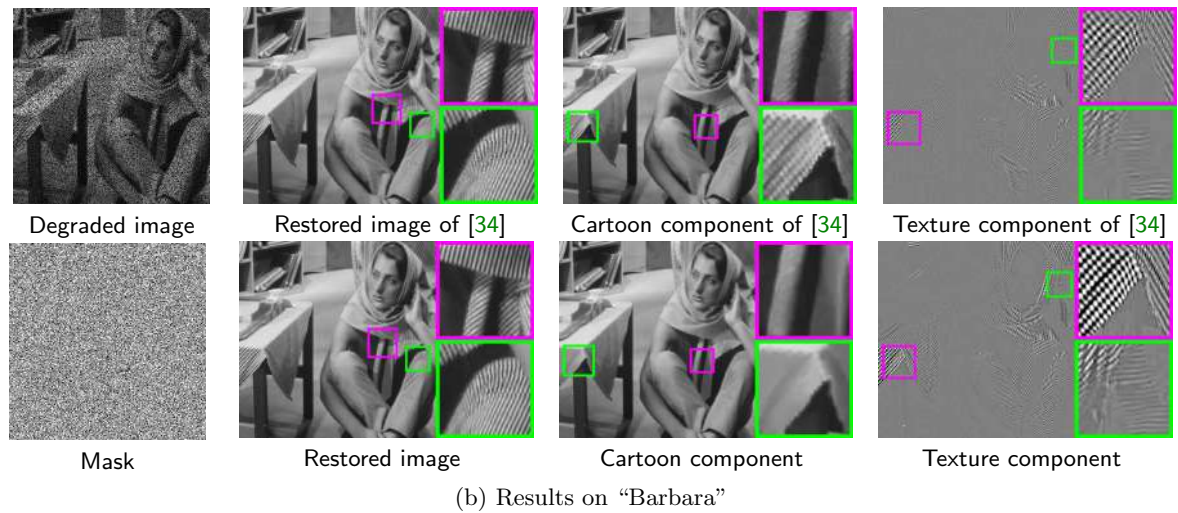 Degraded image
Restored image of [34]
Cartoon component of [34]
Texture component of [34]
Mask
Restored image
Cartoon component
Texture component
(b) Results on “Barbara”